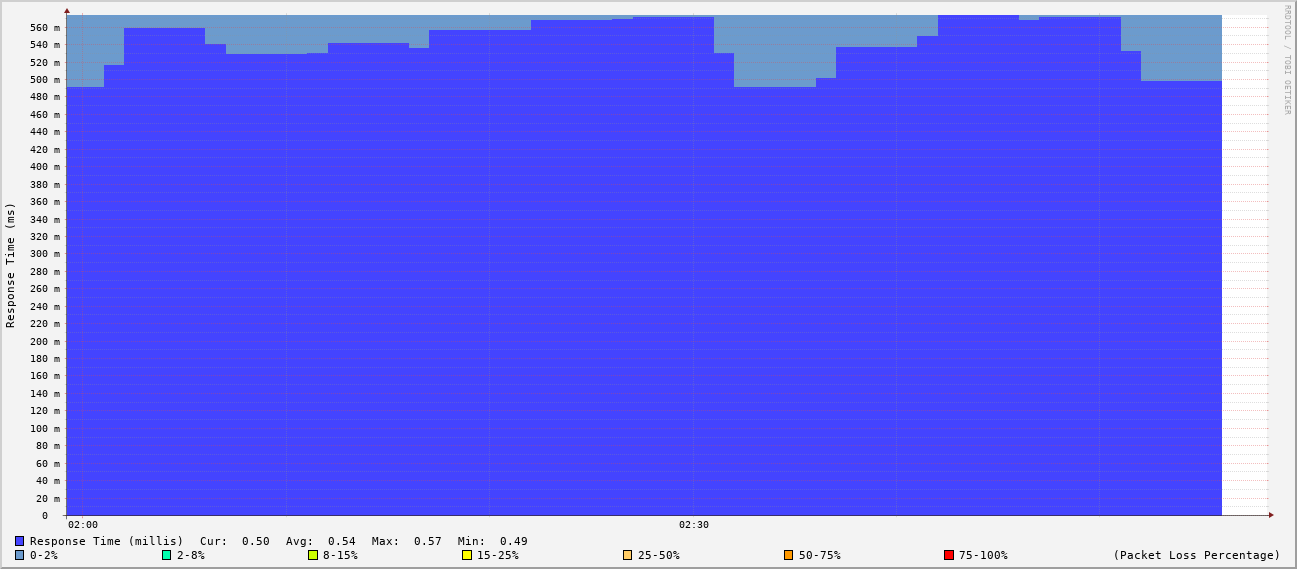 RRDTOOL / TOBI OETIKER
Response Time (ms)
560 m
540 m
520 m
500 m
480 m
460 m
440 m
420 m
400 m
380 m
360 m
340 m
320 m
300 m
280 m
260 m
240 m
220 m
200 m
180 m
160 m
140 m
120 m
100 m
80 m
60 m
40 m
20 m
0
02:00 02:30
Response Time (millis) Cur: 0.50 Avg: 0.54 Max: 0.57 Min: 0.49
0-2% 2-8% 8-15% 15-25% 25-50% 50-75% 75-100% (Packet Loss Percentage)